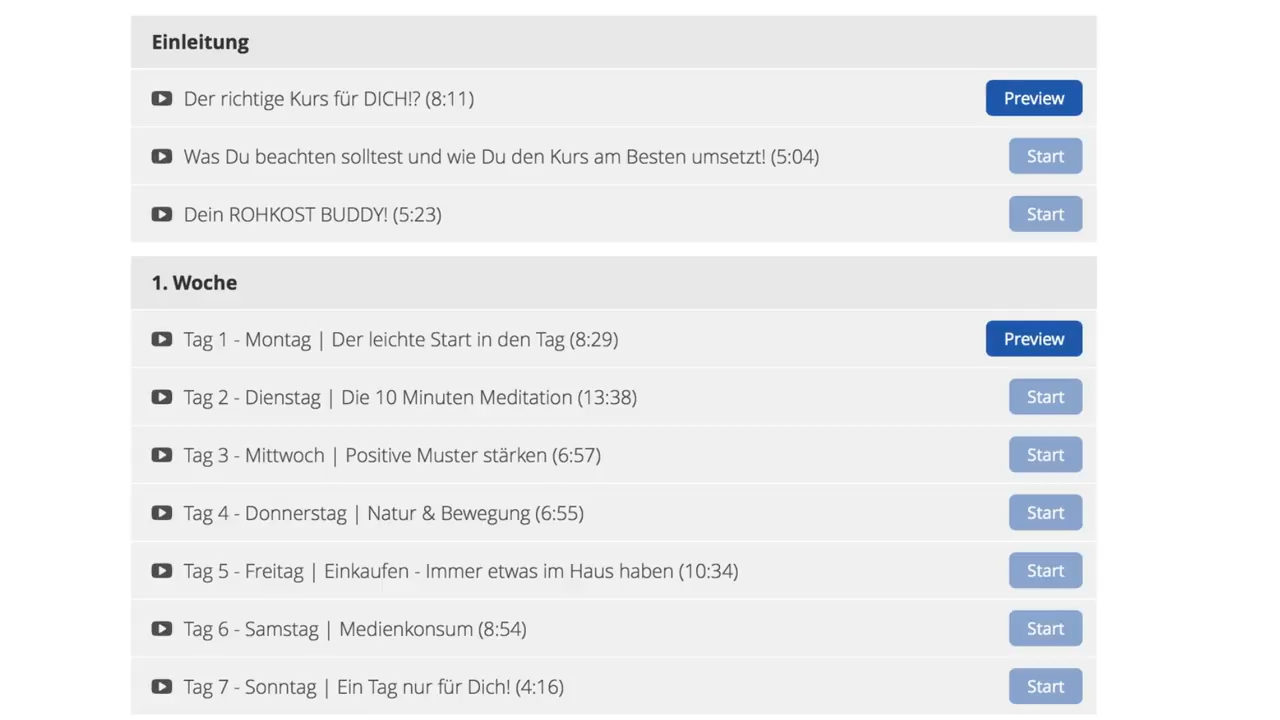 Einleitung
Der richtige Kurs für DICH!? (8:11) Preview
Was Du beachten solltest und wie Du den Kurs am Besten umsetzt! (5:04) Start
Dein ROHKOST BUDDY! (5:23) Start
1. Woche
Tag 1 - Montag | Der leichte Start in den Tag (8:29) Preview
Tag 2 - Dienstag | Die 10 Minuten Meditation (13:38) Start
Tag 3 - Mittwoch | Positive Muster stärken (6:57) Start
Tag 4 - Donnerstag | Natur & Bewegung (6:55) Start
Tag 5 - Freitag | Einkaufen - Immer etwas im Haus haben (10:34) Start
Tag 6 - Samstag | Medienkonsum (8:54) Start
Tag 7 - Sonntag | Ein Tag nur für Dich! (4:16) Start